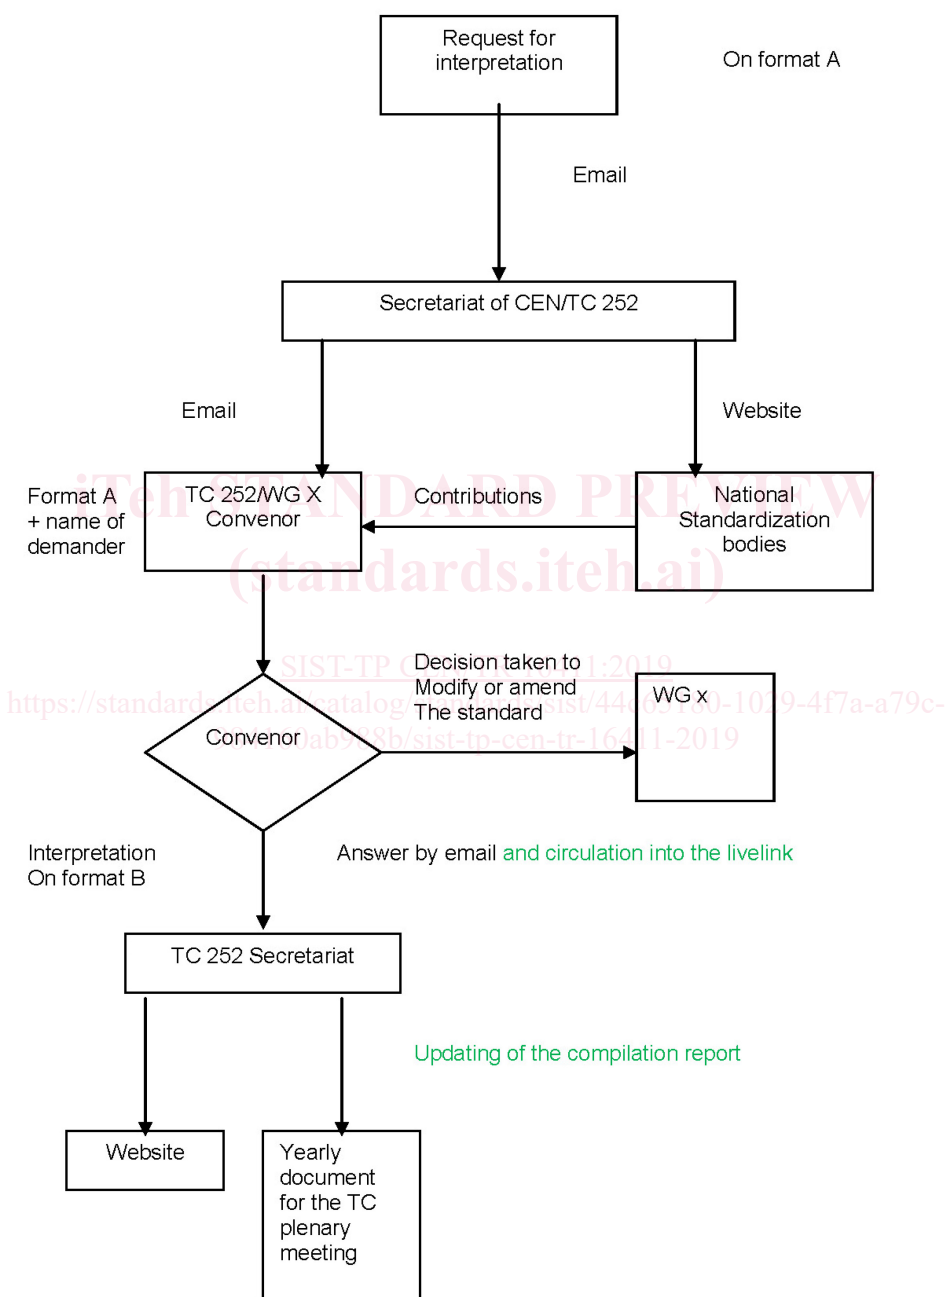 Request for
interpretation
On format A
Email
Secretariat of CEN/TC 252
Email
Website
iTeh STANDARD PREVIEW
Format A
+ name of
demander
TC 252/WG X
Convenor
Contributions
National
Standardization
bodies
(standards.iteh.ai)
Decision taken to
Modify or amend
The standard
WG x
Convenor
Interpretation
On format B
Answer by email and circulation into the livelink
TC 252 Secretariat
Updating of the compilation report
Website
Yearly
document
for the TC
plenary
meeting